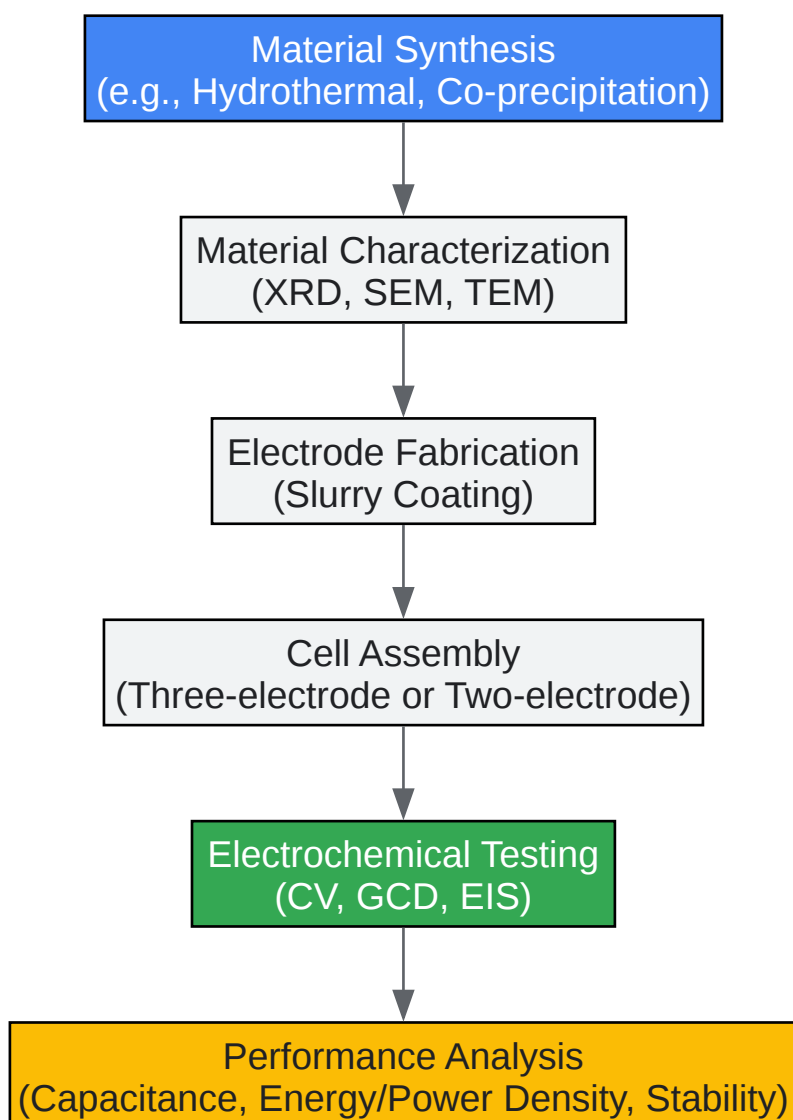 Material Synthesis
(e.g., Hydrothermal, Co-precipitation)
Material Characterization
(XRD, SEM, TEM)
Electrode Fabrication
(Slurry Coating)
Cell Assembly
(Three-electrode or Two-electrode)
Electrochemical Testing
(CV, GCD, EIS)
Performance Analysis
(Capacitance, Energy/Power Density, Stability)